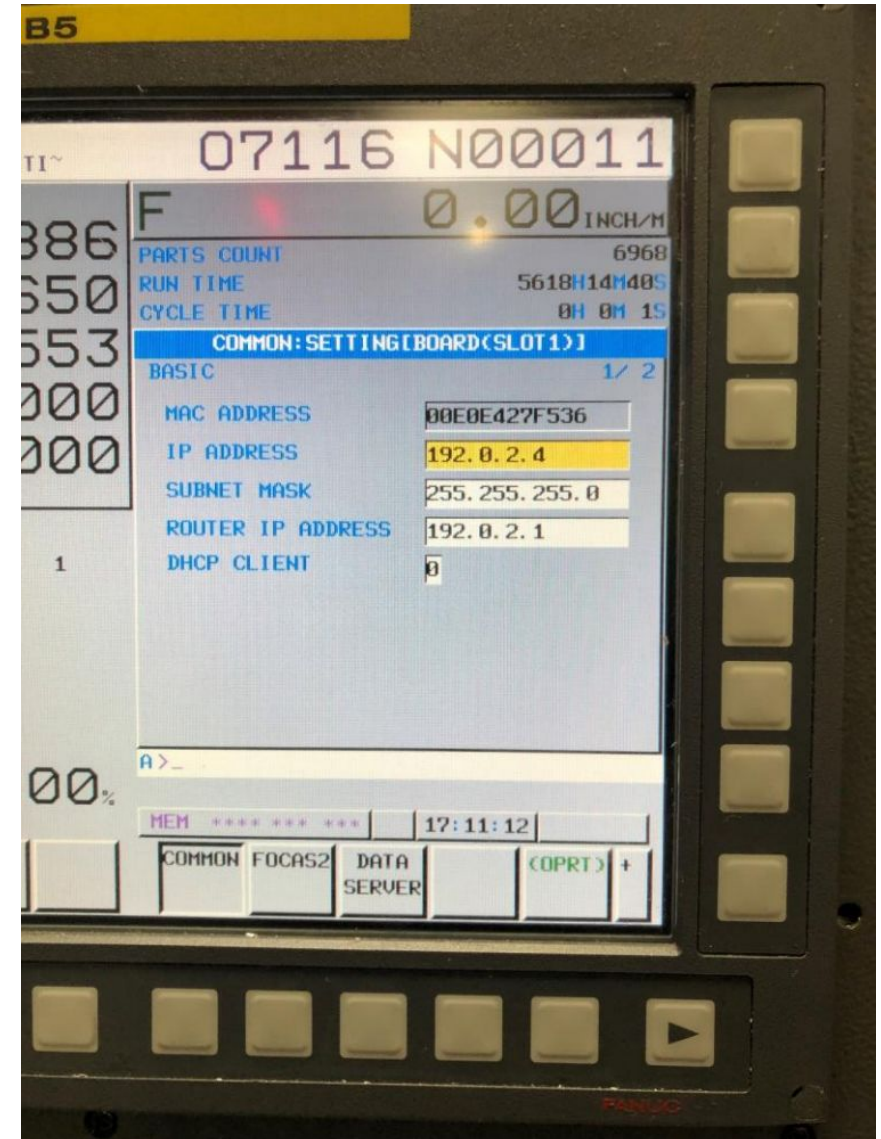 B5
TI~
O7116 N00011
F 0.00 INCH/M
386
PARTS COUNT 6968
650
RUN TIME 5618H14M40S
CYCLE TIME 0H 0M 1S
553
COMMON:SETTING[BOARD(SLOT1)]
BASIC 1/ 2
000
MAC ADDRESS 00E0E427F536
000
IP ADDRESS 192.0.2.4
SUBNET MASK 255.255.255.0
ROUTER IP ADDRESS 192.0.2.1
1
DHCP CLIENT 0
A>_
00%
MEM **** *** *** 17:11:12
COMMON FOCAS2 DATA SERVER (OPRT) +
FANUC